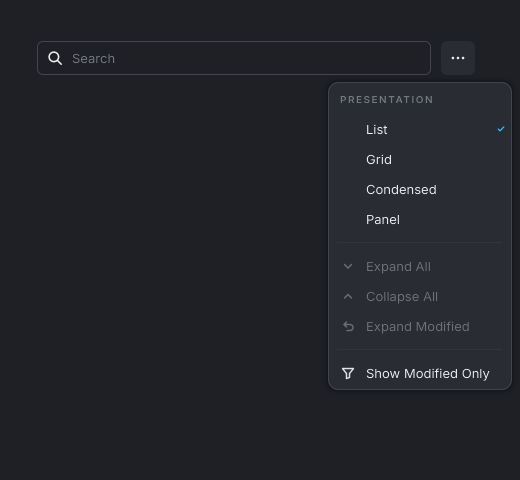 Search
PRESENTATION
List
Grid
Condensed
Panel
Expand All
Collapse All
Expand Modified
Show Modified Only